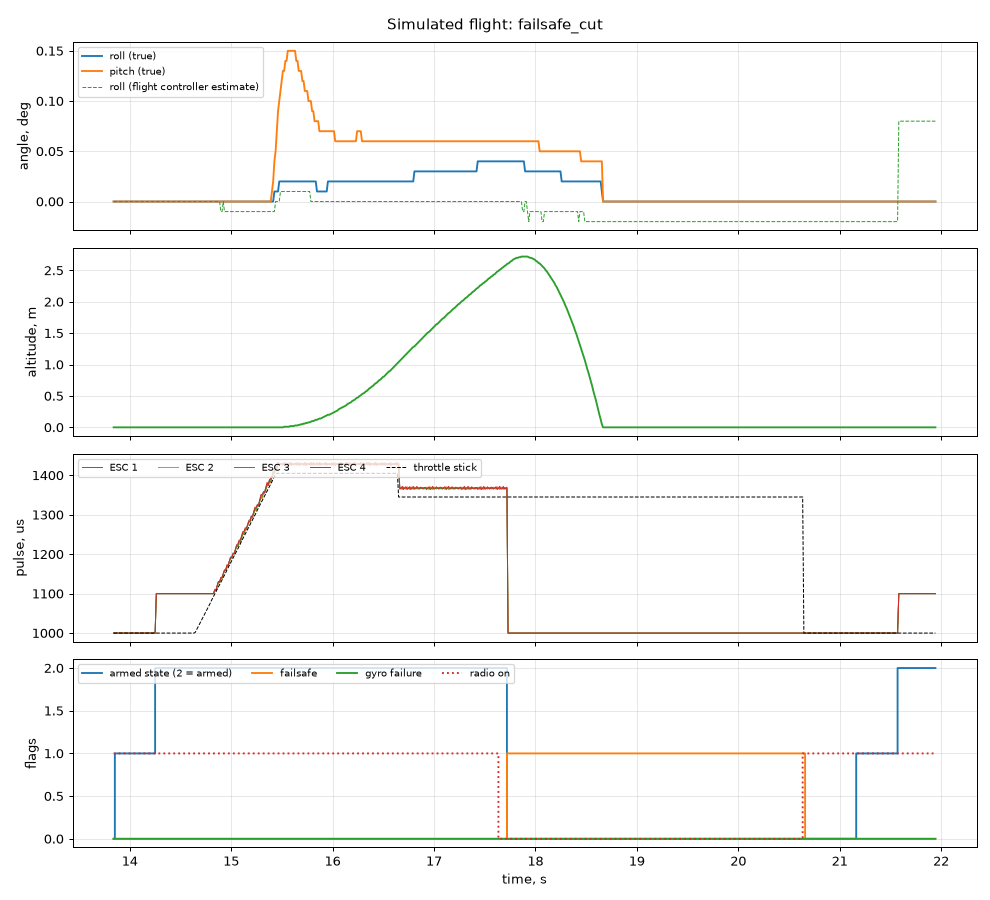 Simulated flight: failsafe_cut
angle, deg
0.15
0.10
0.05
0.00
roll (true)
pitch (true)
roll (flight controller estimate)
altitude, m
2.5
2.0
1.5
1.0
0.5
0.0
pulse, us
1400
1300
1200
1100
1000
ESC 1 ESC 2 ESC 3 ESC 4 throttle stick
flags
2.0
1.5
1.0
0.5
0.0
armed state (2 = armed) failsafe gyro failure radio on
14 15 16 17 18 19 20 21 22
time, s